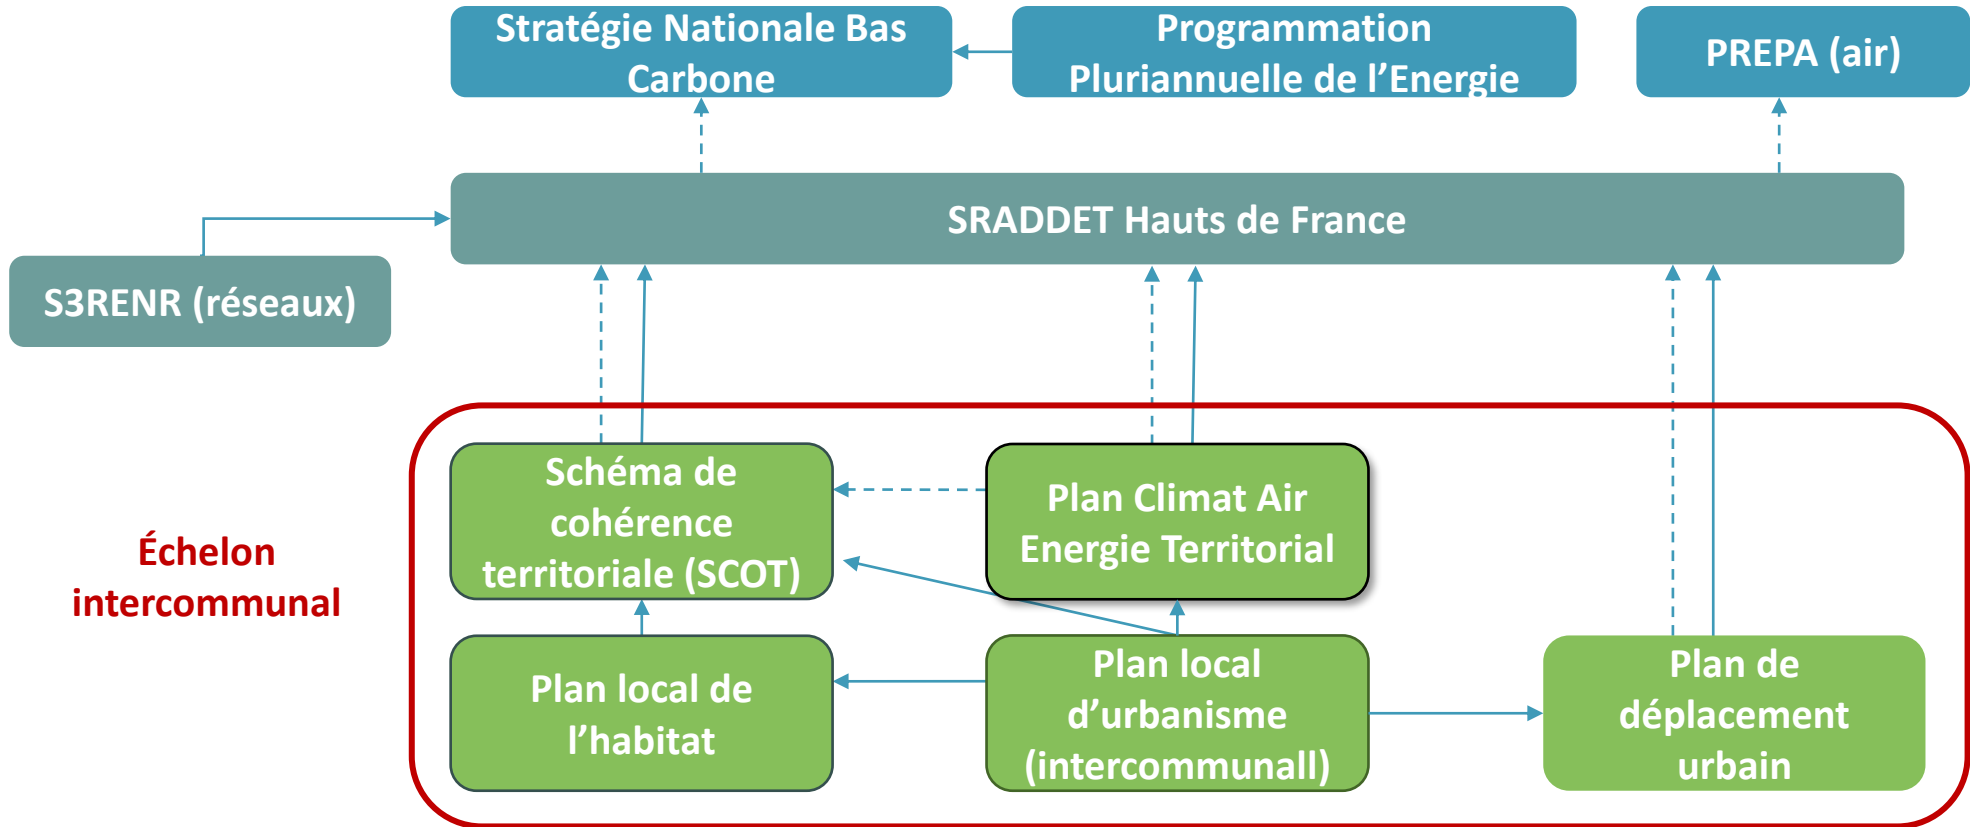 Stratégie Nationale Bas
Carbone
Programmation
Pluriannuelle de l’Energie
PREPA (air)
SRADDET Hauts de France
S3RENR (réseaux)
Échelon
intercommunal
Schéma de
cohérence
territoriale (SCOT)
Plan Climat Air
Energie Territorial
Plan local de
l’habitat
Plan local
d’urbanisme
(intercommunall)
Plan de
déplacement
urbain